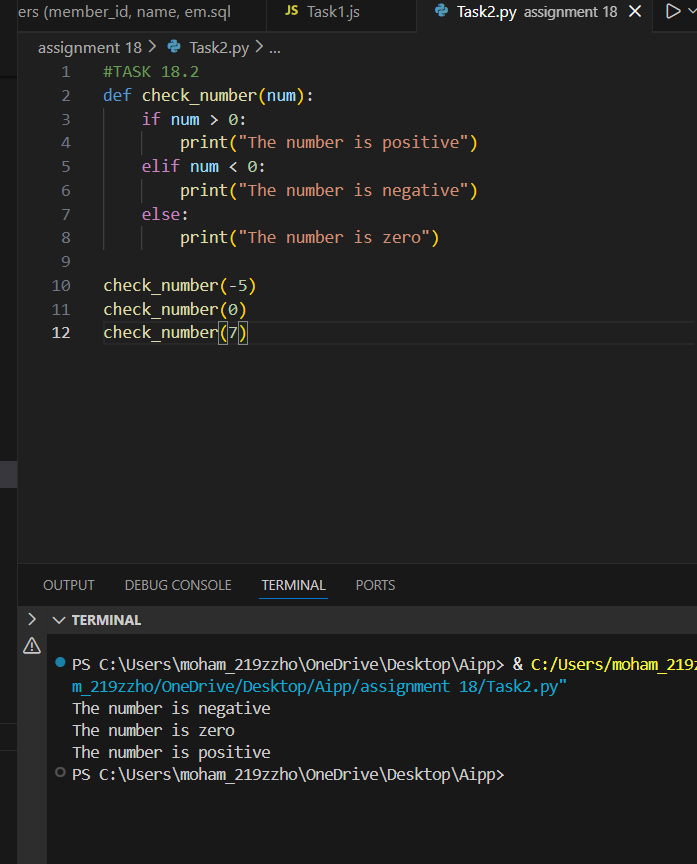 ers (member_id, name, em.sql
JS Task1.js
Task2.py assignment 18
assignment 18 > Task2.py > ...
1 #TASK 18.2
2 def check_number(num):
3     if num > 0:
4         print("The number is positive")
5     elif num < 0:
6         print("The number is negative")
7     else:
8         print("The number is zero")
9
10 check_number(-5)
11 check_number(0)
12 check_number(7)
OUTPUT DEBUG CONSOLE TERMINAL PORTS
TERMINAL
PS C:\Users\moham_219zzho\OneDrive\Desktop\Aipp> & C:/Users/moham_219z
m_219zzho/OneDrive/Desktop/Aipp/assignment 18/Task2.py"
The number is negative
The number is zero
The number is positive
PS C:\Users\moham_219zzho\OneDrive\Desktop\Aipp>